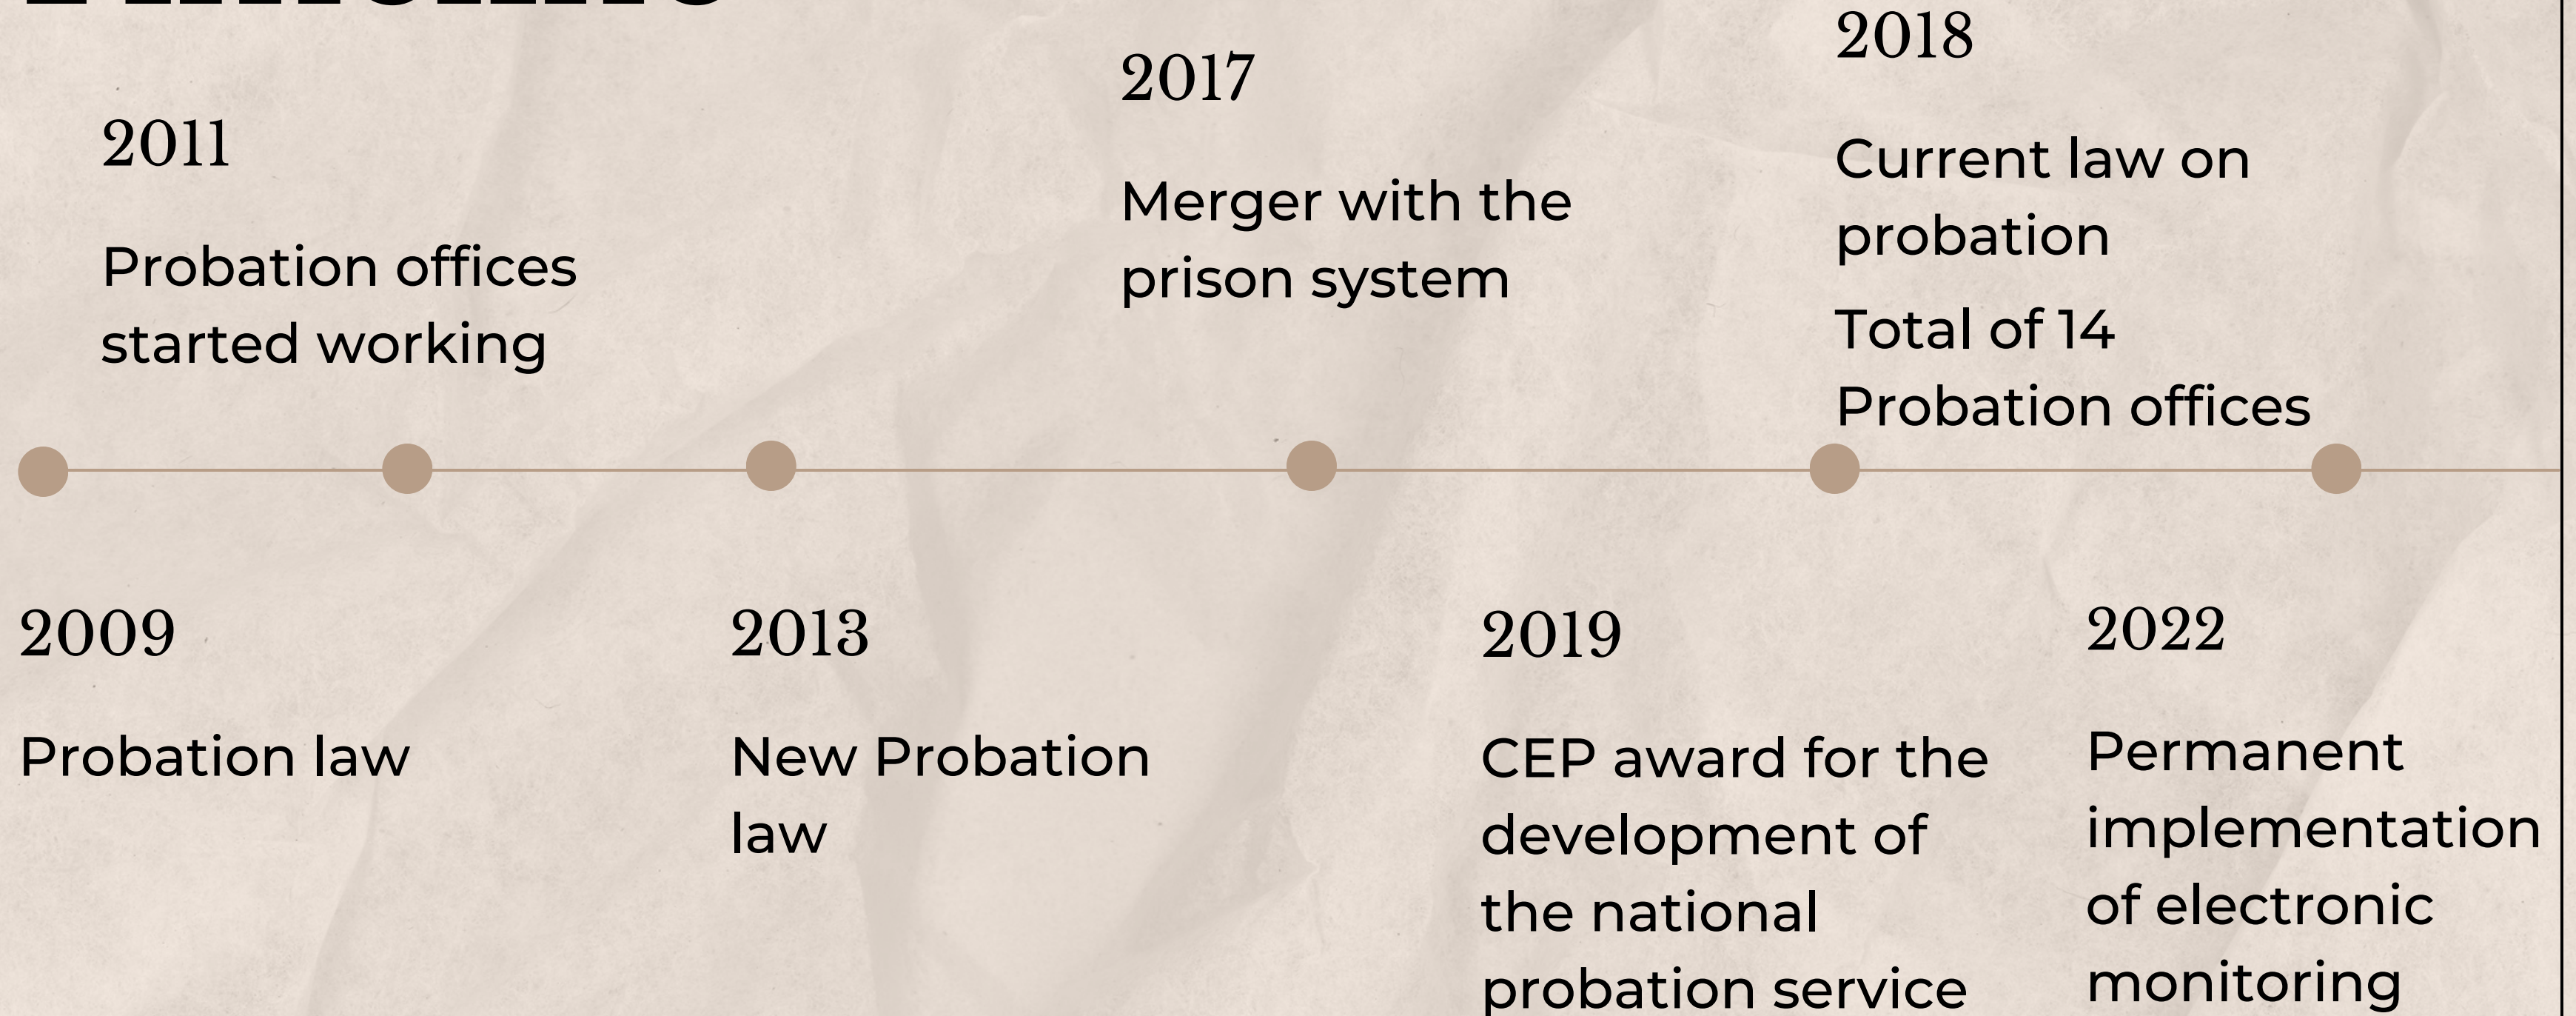 2011
Probation offices
started working
2017
Merger with the
prison system
2018
Current law on
probation
Total of 14
Probation offices
2009
Probation law
2013
New Probation
law
2019
CEP award for the
development of
the national
probation service
2022
Permanent
implementation
of electronic
monitoring